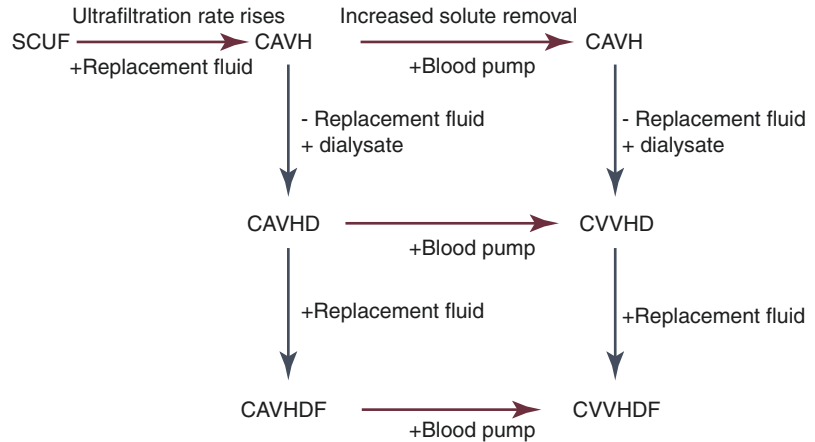 Ultrafiltration rate rises
Increased solute removal
SCUF
CAVH
CAVH
+Replacement fluid
+Blood pump
- Replacement fluid
+ dialysate
- Replacement fluid
+ dialysate
CAVHD
CVVHD
+Blood pump
+Replacement fluid
+Replacement fluid
CAVHDF
CVVHDF
+Blood pump